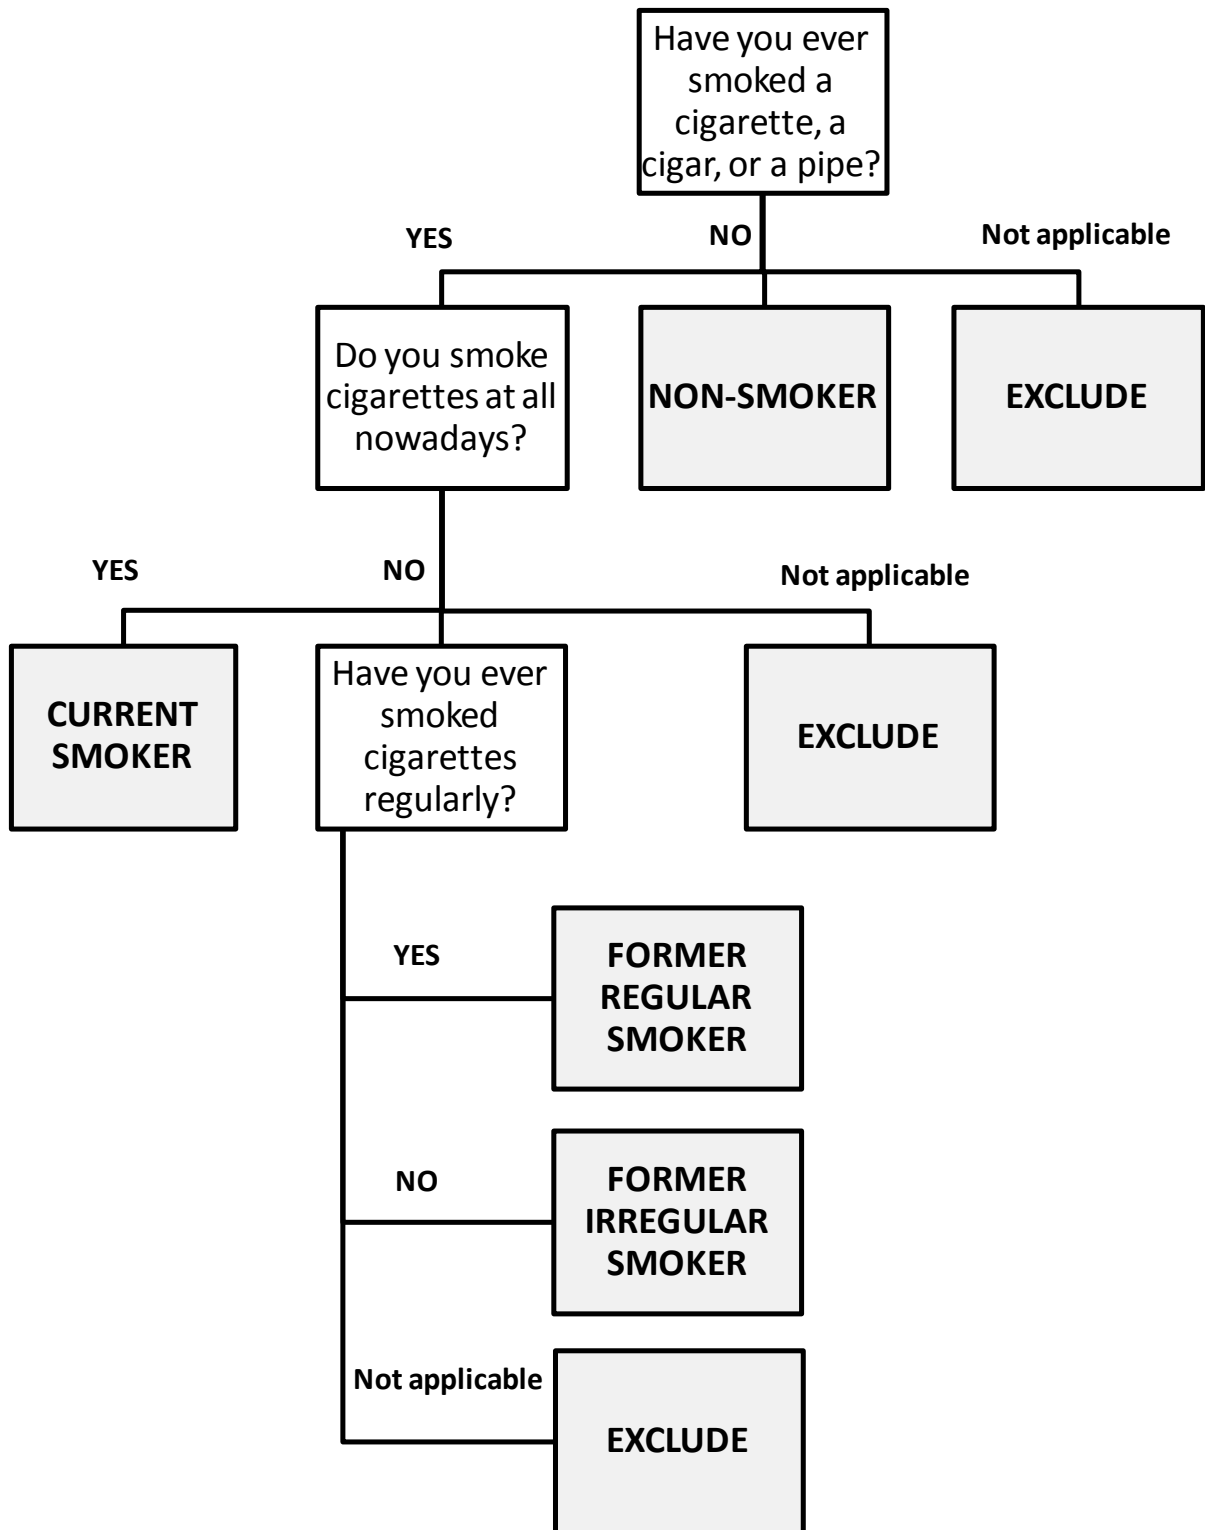 Have you ever
smoked a
cigarette, a
cigar, or a pipe?
YES
NO
Not applicable
Do you smoke
cigarettes at all
nowadays?
NON-SMOKER
EXCLUDE
YES
NO
Not applicable
CURRENT
SMOKER
Have you ever
smoked
cigarettes
regularly?
EXCLUDE
YES
FORMER
REGULAR
SMOKER
NO
FORMER
IRREGULAR
SMOKER
Not applicable
EXCLUDE